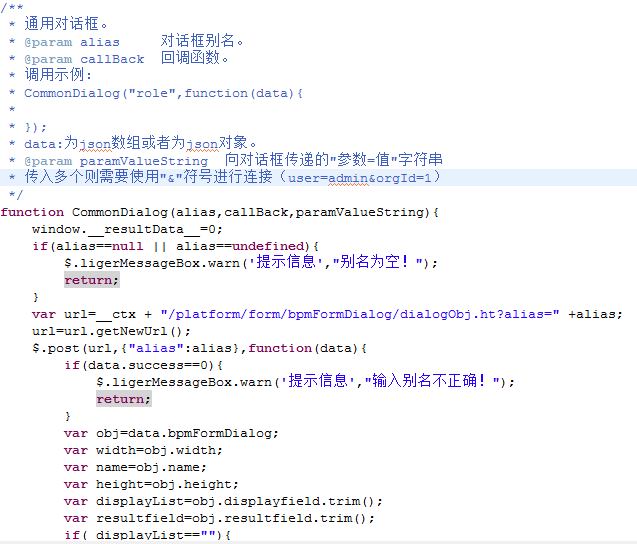 /**
 * 通用对话框。
 * @param alias     对话框别名。
 * @param callBack  回调函数。
 * 调用示例:
 * CommonDialog("role",function(data){
 *
 * });
 * data:为json数组或者为json对象。
 * @param paramValueString  向对话框传递的"参数=值"字符串
 * 传入多个则需要使用"&"符号进行连接（user=admin&orgId=1）
 */
function CommonDialog(alias,callBack,paramValueString){
    window.__resultData__=0;
    if(alias==null || alias==undefined){
        $.ligerMessageBox.warn('提示信息',"别名为空！");
        return;
    }
    var url=__ctx + "/platform/form/bpmFormDialog/dialogObj.ht?alias=" +alias;
    url=url.getNewUrl();
    $.post(url,{"alias":alias},function(data){
        if(data.success==0){
            $.ligerMessageBox.warn('提示信息',"输入别名不正确！");
            return;
        }
        var obj=data.bpmFormDialog;
        var width=obj.width;
        var name=obj.name;
        var height=obj.height;
        var displayList=obj.displayfield.trim();
        var resultfield=obj.resultfield.trim();
        if( displayList==""){